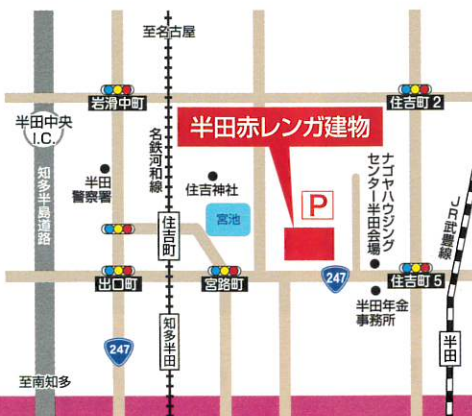 至名古屋
岩滑中町
住吉町 2
半田中央
I.C.
名鉄河和線
半田赤レンガ建物
知多半島道路
半田
警察署
住吉神社
宮池
P
ナゴヤハウジング
センター半田会場
JR武豊線
住吉町
出口町
宮路町
247
住吉町 5
半田年金
事務所
247
知多半田
半田
至南知多